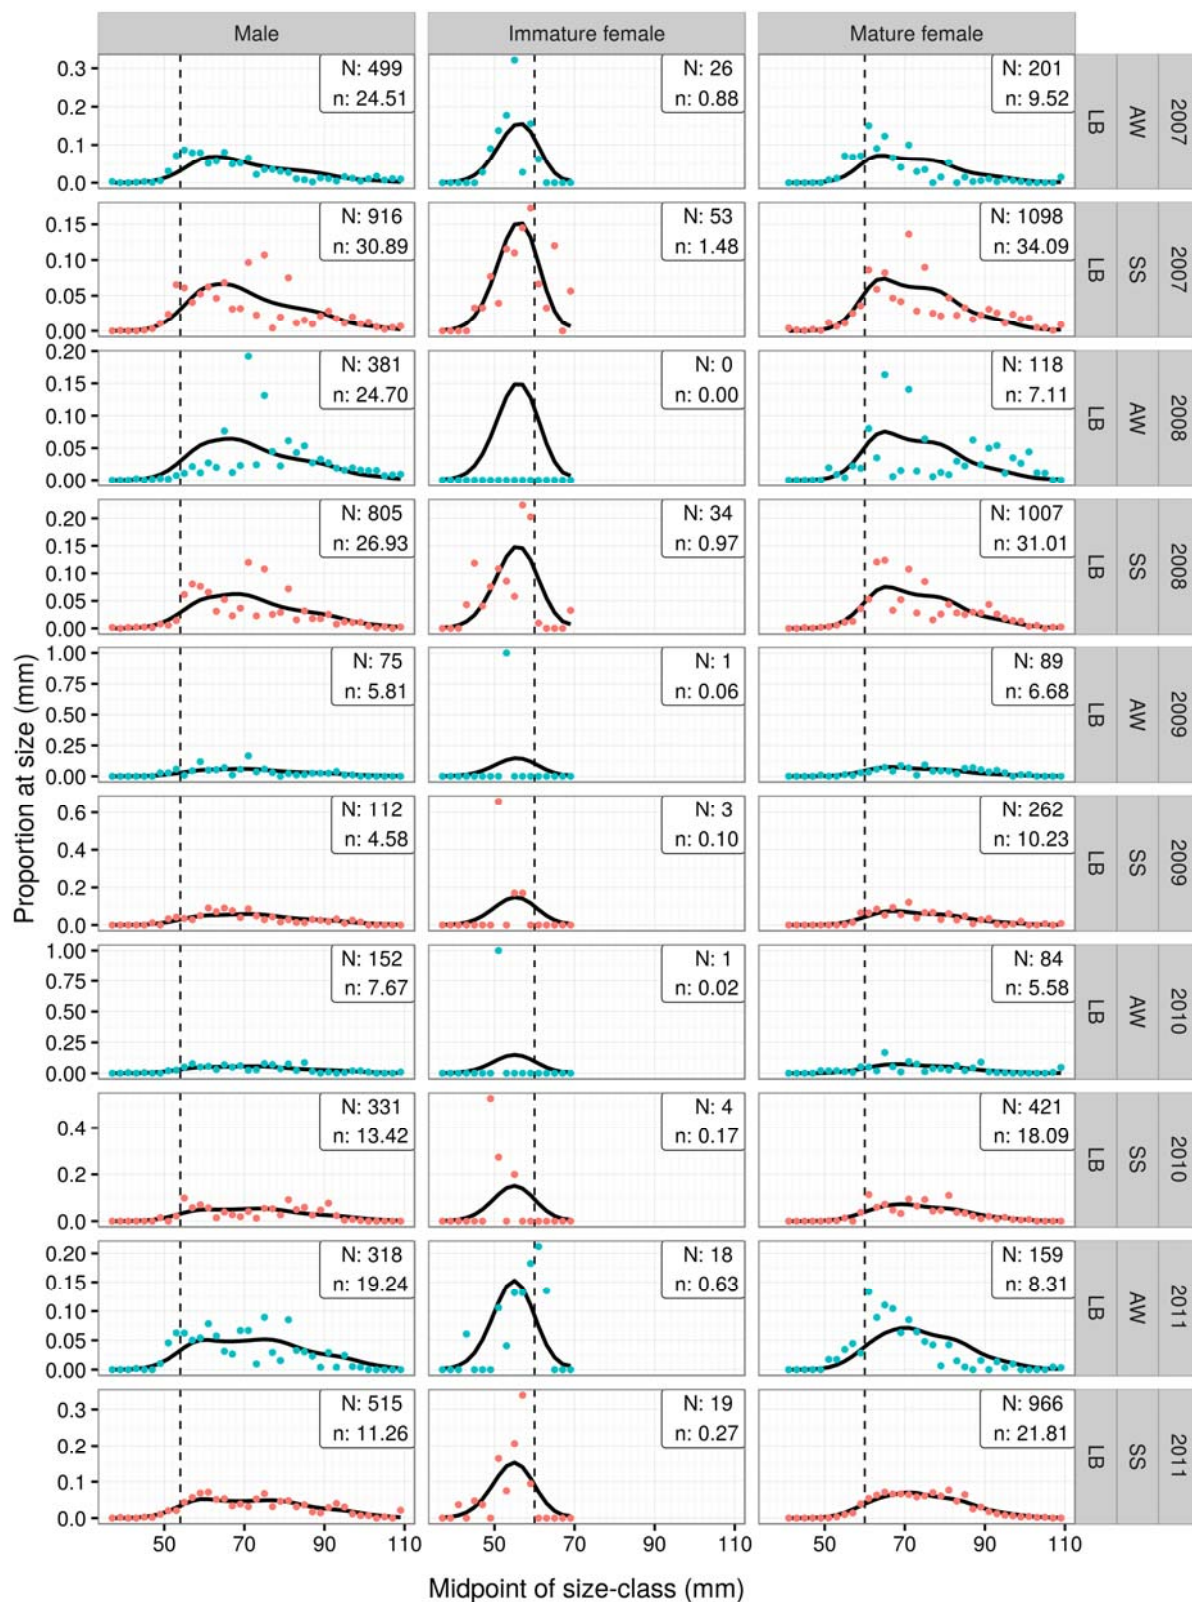 Male Immature female Mature female
0.3
0.2
0.1
0.0
N: 499
n: 24.51
N: 26
n: 0.88
N: 201
n: 9.52
LB AW 2007
0.15
0.10
0.05
0.00
N: 916
n: 30.89
N: 53
n: 1.48
N: 1098
n: 34.09
LB SS 2007
0.20
0.15
0.10
0.05
0.00
N: 381
n: 24.70
N: 0
n: 0.00
N: 118
n: 7.11
LB AW 2008
0.20
0.15
0.10
0.05
0.00
N: 805
n: 26.93
N: 34
n: 0.97
N: 1007
n: 31.01
LB SS 2008
Proportion at size (mm)
1.00
0.75
0.50
0.25
0.00
N: 75
n: 5.81
N: 1
n: 0.06
N: 89
n: 6.68
LB AW 2009
0.6
0.4
0.2
0.0
N: 112
n: 4.58
N: 3
n: 0.10
N: 262
n: 10.23
LB SS 2009
1.00
0.75
0.50
0.25
0.00
N: 152
n: 7.67
N: 1
n: 0.02
N: 84
n: 5.58
LB AW 2010
0.4
0.2
0.0
N: 331
n: 13.42
N: 4
n: 0.17
N: 421
n: 18.09
LB SS 2010
0.20
0.15
0.10
0.05
0.00
N: 318
n: 19.24
N: 18
n: 0.63
N: 159
n: 8.31
LB AW 2011
0.3
0.2
0.1
0.0
N: 515
n: 11.26
N: 19
n: 0.27
N: 966
n: 21.81
LB SS 2011
50 70 90 110 50 70 90 110 50 70 90 110
Midpoint of size-class (mm)